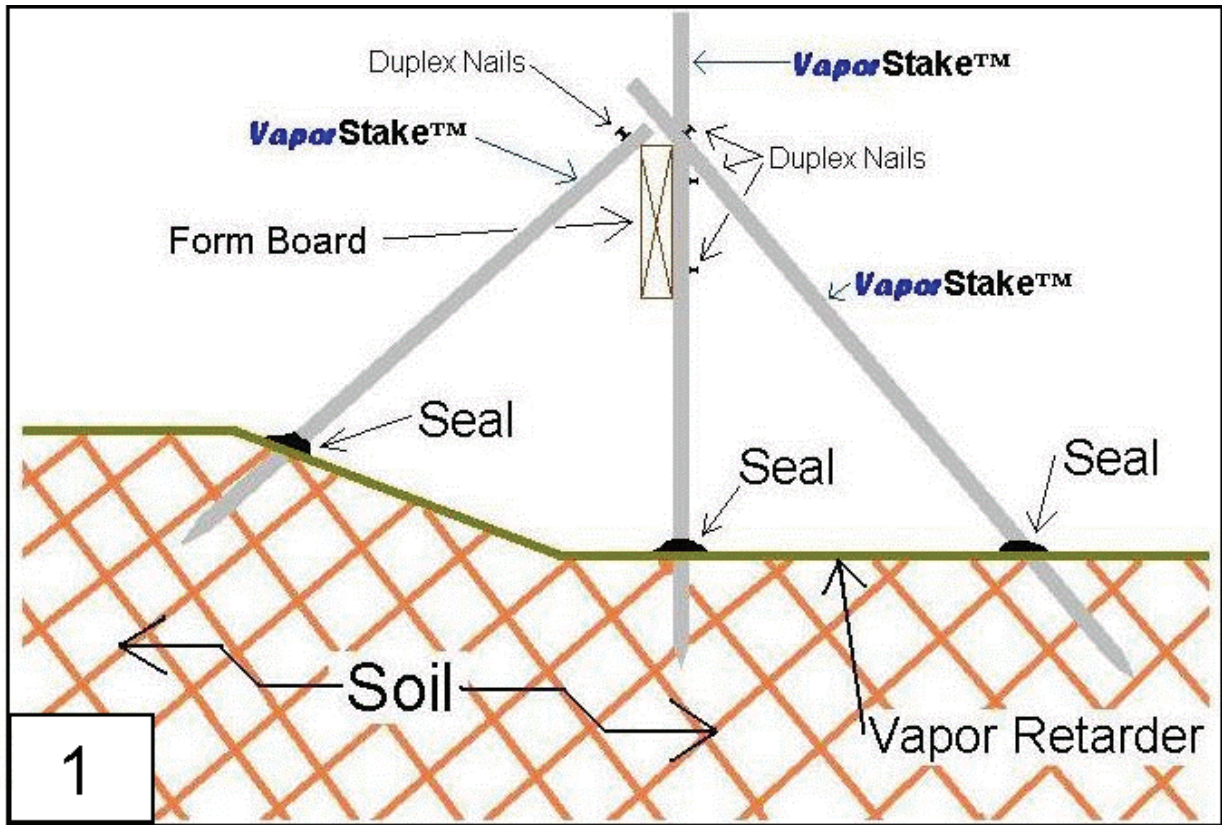 Duplex Nails
VaporStake™
VaporStake™
Duplex Nails
Form Board
VaporStake™
Seal
Seal
Seal
Soil
Vapor Retarder
1